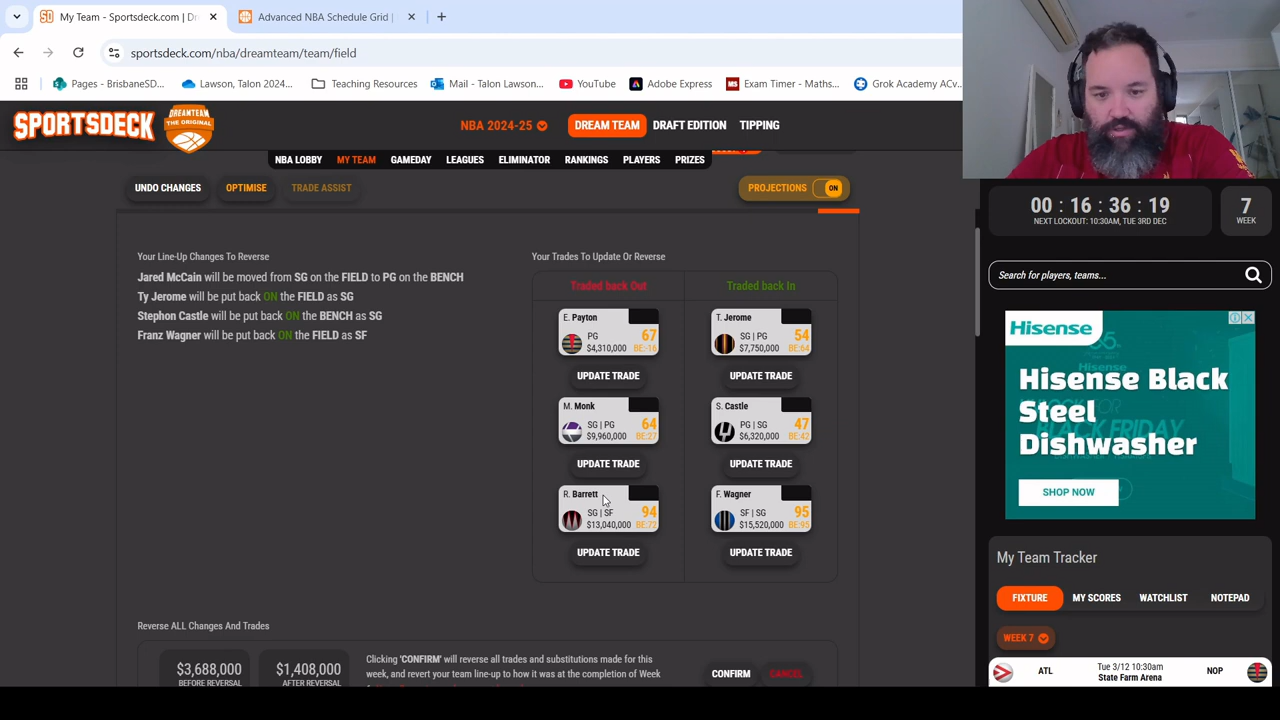 My Team - Sportsdeck.com | Dr
Advanced NBA Schedule Grid |
sportsdeck.com/nba/dreamteam/team/field
Pages - BrisbaneSD...
Lawson, Talon 2024...
Teaching Resources
Mail - Talon Lawson...
YouTube
Adobe Express
Exam Timer - Maths...
Grok Academy ACv...
SPORTSDECK
DREAMTEAM
THE ORIGINAL
NBA 2024-25
DREAM TEAM
DRAFT EDITION
TIPPING
NBA LOBBY
MY TEAM
GAMEDAY
LEAGUES
ELIMINATOR
RANKINGS
PLAYERS
PRIZES
UNDO CHANGES
OPTIMISE
TRADE ASSIST
PROJECTIONS
ON
Your Line-Up Changes To Reverse
Jared McCain will be moved from SG on the FIELD to PG on the BENCH
Ty Jerome will be put back ON the FIELD as SG
Stephon Castle will be put back ON the BENCH as SG
Franz Wagner will be put back ON the FIELD as SF
Your Trades To Update Or Reverse
Traded back Out
Traded back In
E. Payton
PG
67
$4,310,000
BE:-16
T. Jerome
SG | PG
54
$7,750,000
BE:64
UPDATE TRADE
UPDATE TRADE
M. Monk
SG | PG
64
$9,960,000
BE:27
S. Castle
PG | SG
47
$6,320,000
BE:42
UPDATE TRADE
UPDATE TRADE
R. Barrett
SG | SF
94
$13,040,000
BE:72
F. Wagner
SF | SG
95
$15,520,000
BE:95
UPDATE TRADE
UPDATE TRADE
Reverse ALL Changes And Trades
$3,688,000
BEFORE REVERSAL
$1,408,000
AFTER REVERSAL
Clicking 'CONFIRM' will reverse all trades and substitutions made for this
week, and revert your team line-up to how it was at the completion of Week
CONFIRM
CANCEL
00 : 16 : 36 : 19
NEXT LOCKOUT: 10:30AM, TUE 3RD DEC
7
WEEK
Search for players, teams...
Hisense
Hisense Black
Steel
Dishwasher
SHOP NOW
My Team Tracker
FIXTURE
MY SCORES
WATCHLIST
NOTEPAD
WEEK 7
ATL
Tue 3/12 10:30am
State Farm Arena
NOP